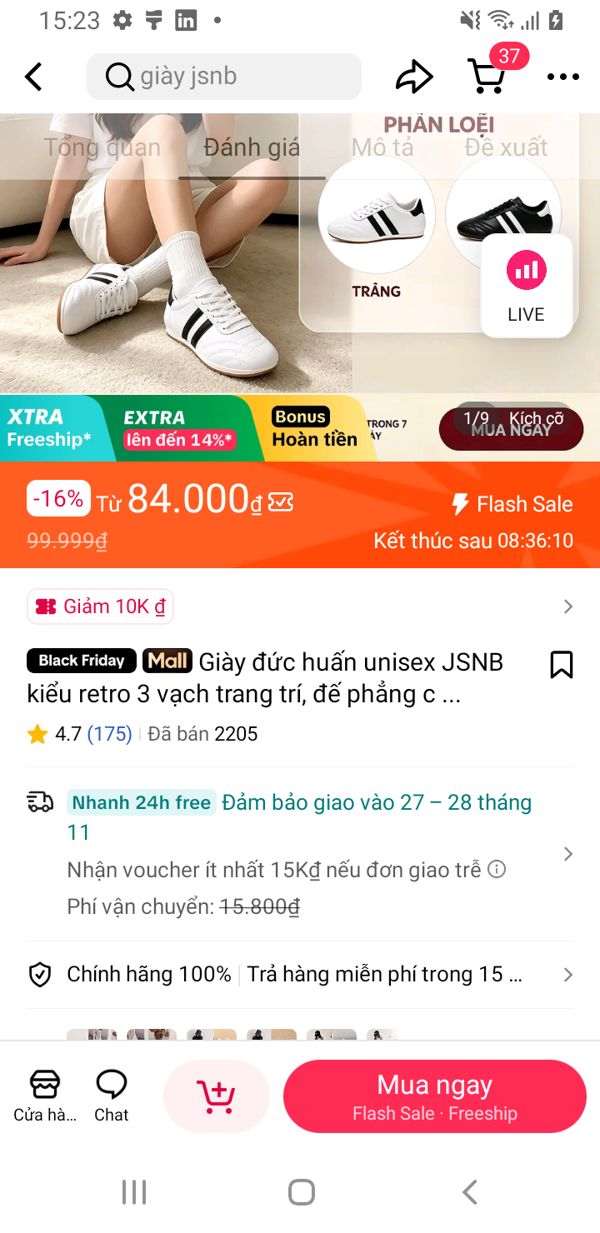 15:23
37
giày jsnb
PHÂN LOẸ̃I
Tổng quan Đánh giá Mô tả Đề xuất
TRẮNG
LIVE
XTRA
Freeship*
EXTRA
lên đến 14%*
Bonus
Hoàn tiền
TRONG 7
1/9 Kích cỡ
MUA NGAY
-16% Từ 84.000₫
Flash Sale
99.999₫
Kết thúc sau 08:36:10
Giảm 10K ₫
Black Friday Mall Giày đức huấn unisex JSNB
kiểu retro 3 vạch trang trí, đế phẳng c ...
4.7 (175) Đã bán 2205
Nhanh 24h free Đảm bảo giao vào 27 – 28 tháng
11
Nhận voucher ít nhất 15K₫ nếu đơn giao trễ
Phí vận chuyển: 15.800₫
Chính hãng 100% Trả hàng miễn phí trong 15 ...
Cửa hà... Chat
Mua ngay
Flash Sale · Freeship